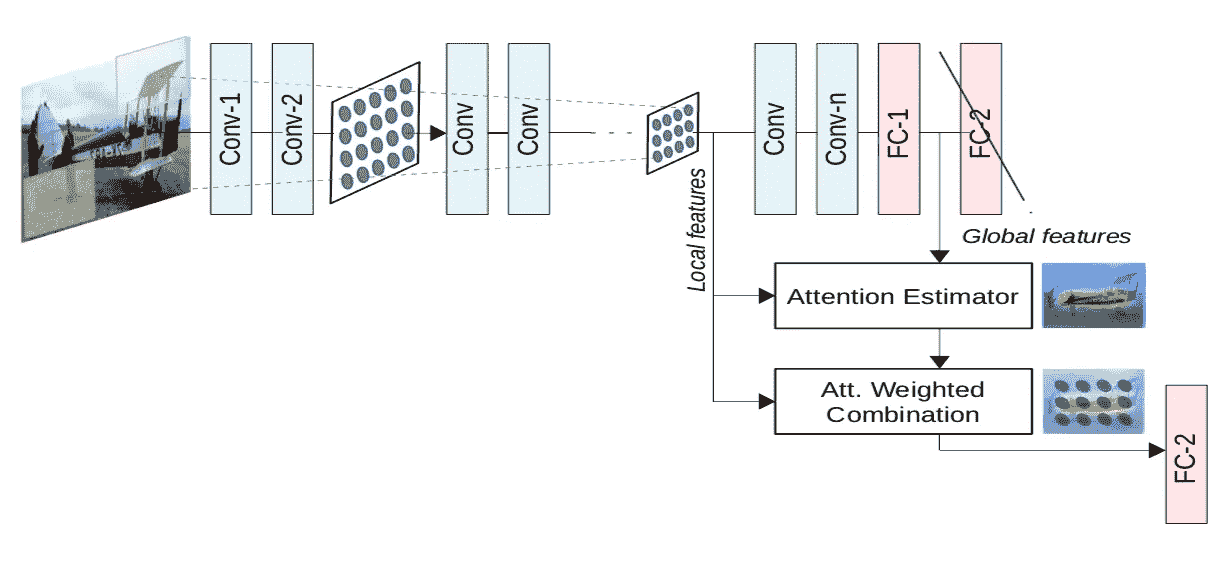 Conv-1
Conv-2
Conv
Conv
Conv
Conv-n
FC-1
FC-2
Local features
Global features
Attention Estimator
Att. Weighted
Combination
FC-2